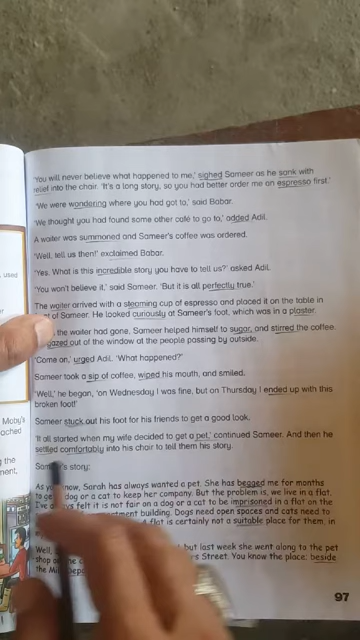 'You will never believe what happened to me,' sighed Sameer as he sank with
relief into the chair. 'It's a long story, so you had better order me an espresso first.'
'We were wondering where you had got to,' said Babar.
'We thought you had found some other café to go to,' added Adil.
A waiter was summoned and Sameer's coffee was ordered.
'Well, tell us then!' exclaimed Babar.
'Yes. What is this incredible story you have to tell us?' asked Adil.
'You won't believe it,' said Sameer. 'But it is all perfectly true.'
The waiter arrived with a steaming cup of espresso and placed it on the table in
of Sameer. He looked curiously at Sameer's foot, which was in a plaster.
the waiter had gone, Sameer helped himself to sugar, and stirred the coffee.
gazed out of the window at the people passing by outside.
'Come on,' urged Adil. 'What happened?'
Sameer took a sip of coffee, wiped his mouth, and smiled.
'Well,' he began, 'on Wednesday I was fine, but on Thursday I ended up with this
broken foot!'
Sameer stuck out his foot for his friends to get a good look.
'It all started when my wife decided to get a pet,' continued Sameer. And then he
settled comfortably into his chair to tell them his story.
story:
As you now, Sarah has always wanted a pet. She has begged me for months
to get dog or a cat to keep her company. But the problem is, we live in a flat.
I've felt it is not fair on a dog or a cat to be imprisoned in a flat on the
building. Dogs need open spaces and cats need to
flat is certainly not a suitable place for them, in
Well, but last week she went along to the pet
shop on Street. You know the place: beside
the
used
Moby's
the
97